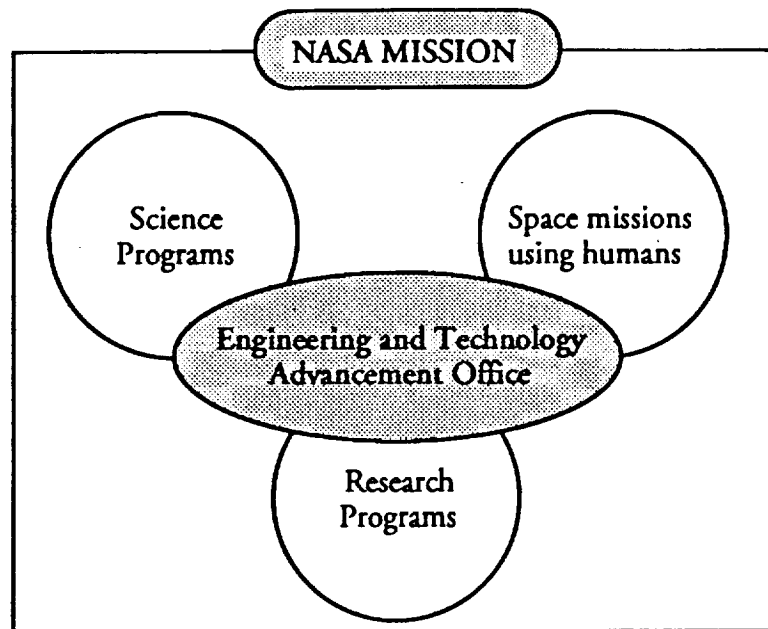 NASA MISSION
Science
Programs
Space missions
using humans
Engineering and Technology
Advancement Office
Research
Programs